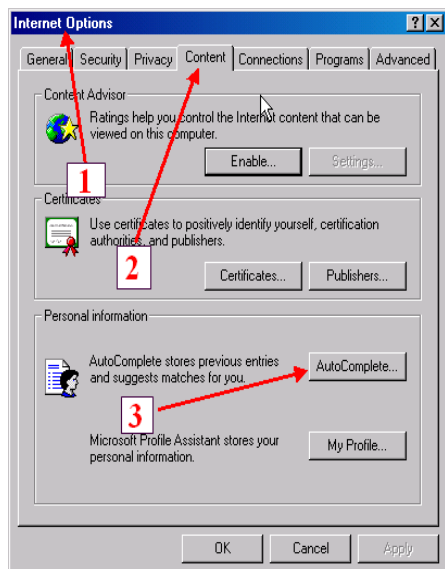 Internet Options
? X
General Security Privacy Content Connections Programs Advanced
Content Advisor
Ratings help you control the Internet content that can be
viewed on this computer.
Enable... Settings...
1
Certificates
Use certificates to positively identify yourself, certification
authorities, and publishers.
2
Certificates... Publishers...
Personal information
AutoComplete stores previous entries
and suggests matches for you.
AutoComplete...
3
Microsoft Profile Assistant stores your
personal information.
My Profile...
OK Cancel Apply